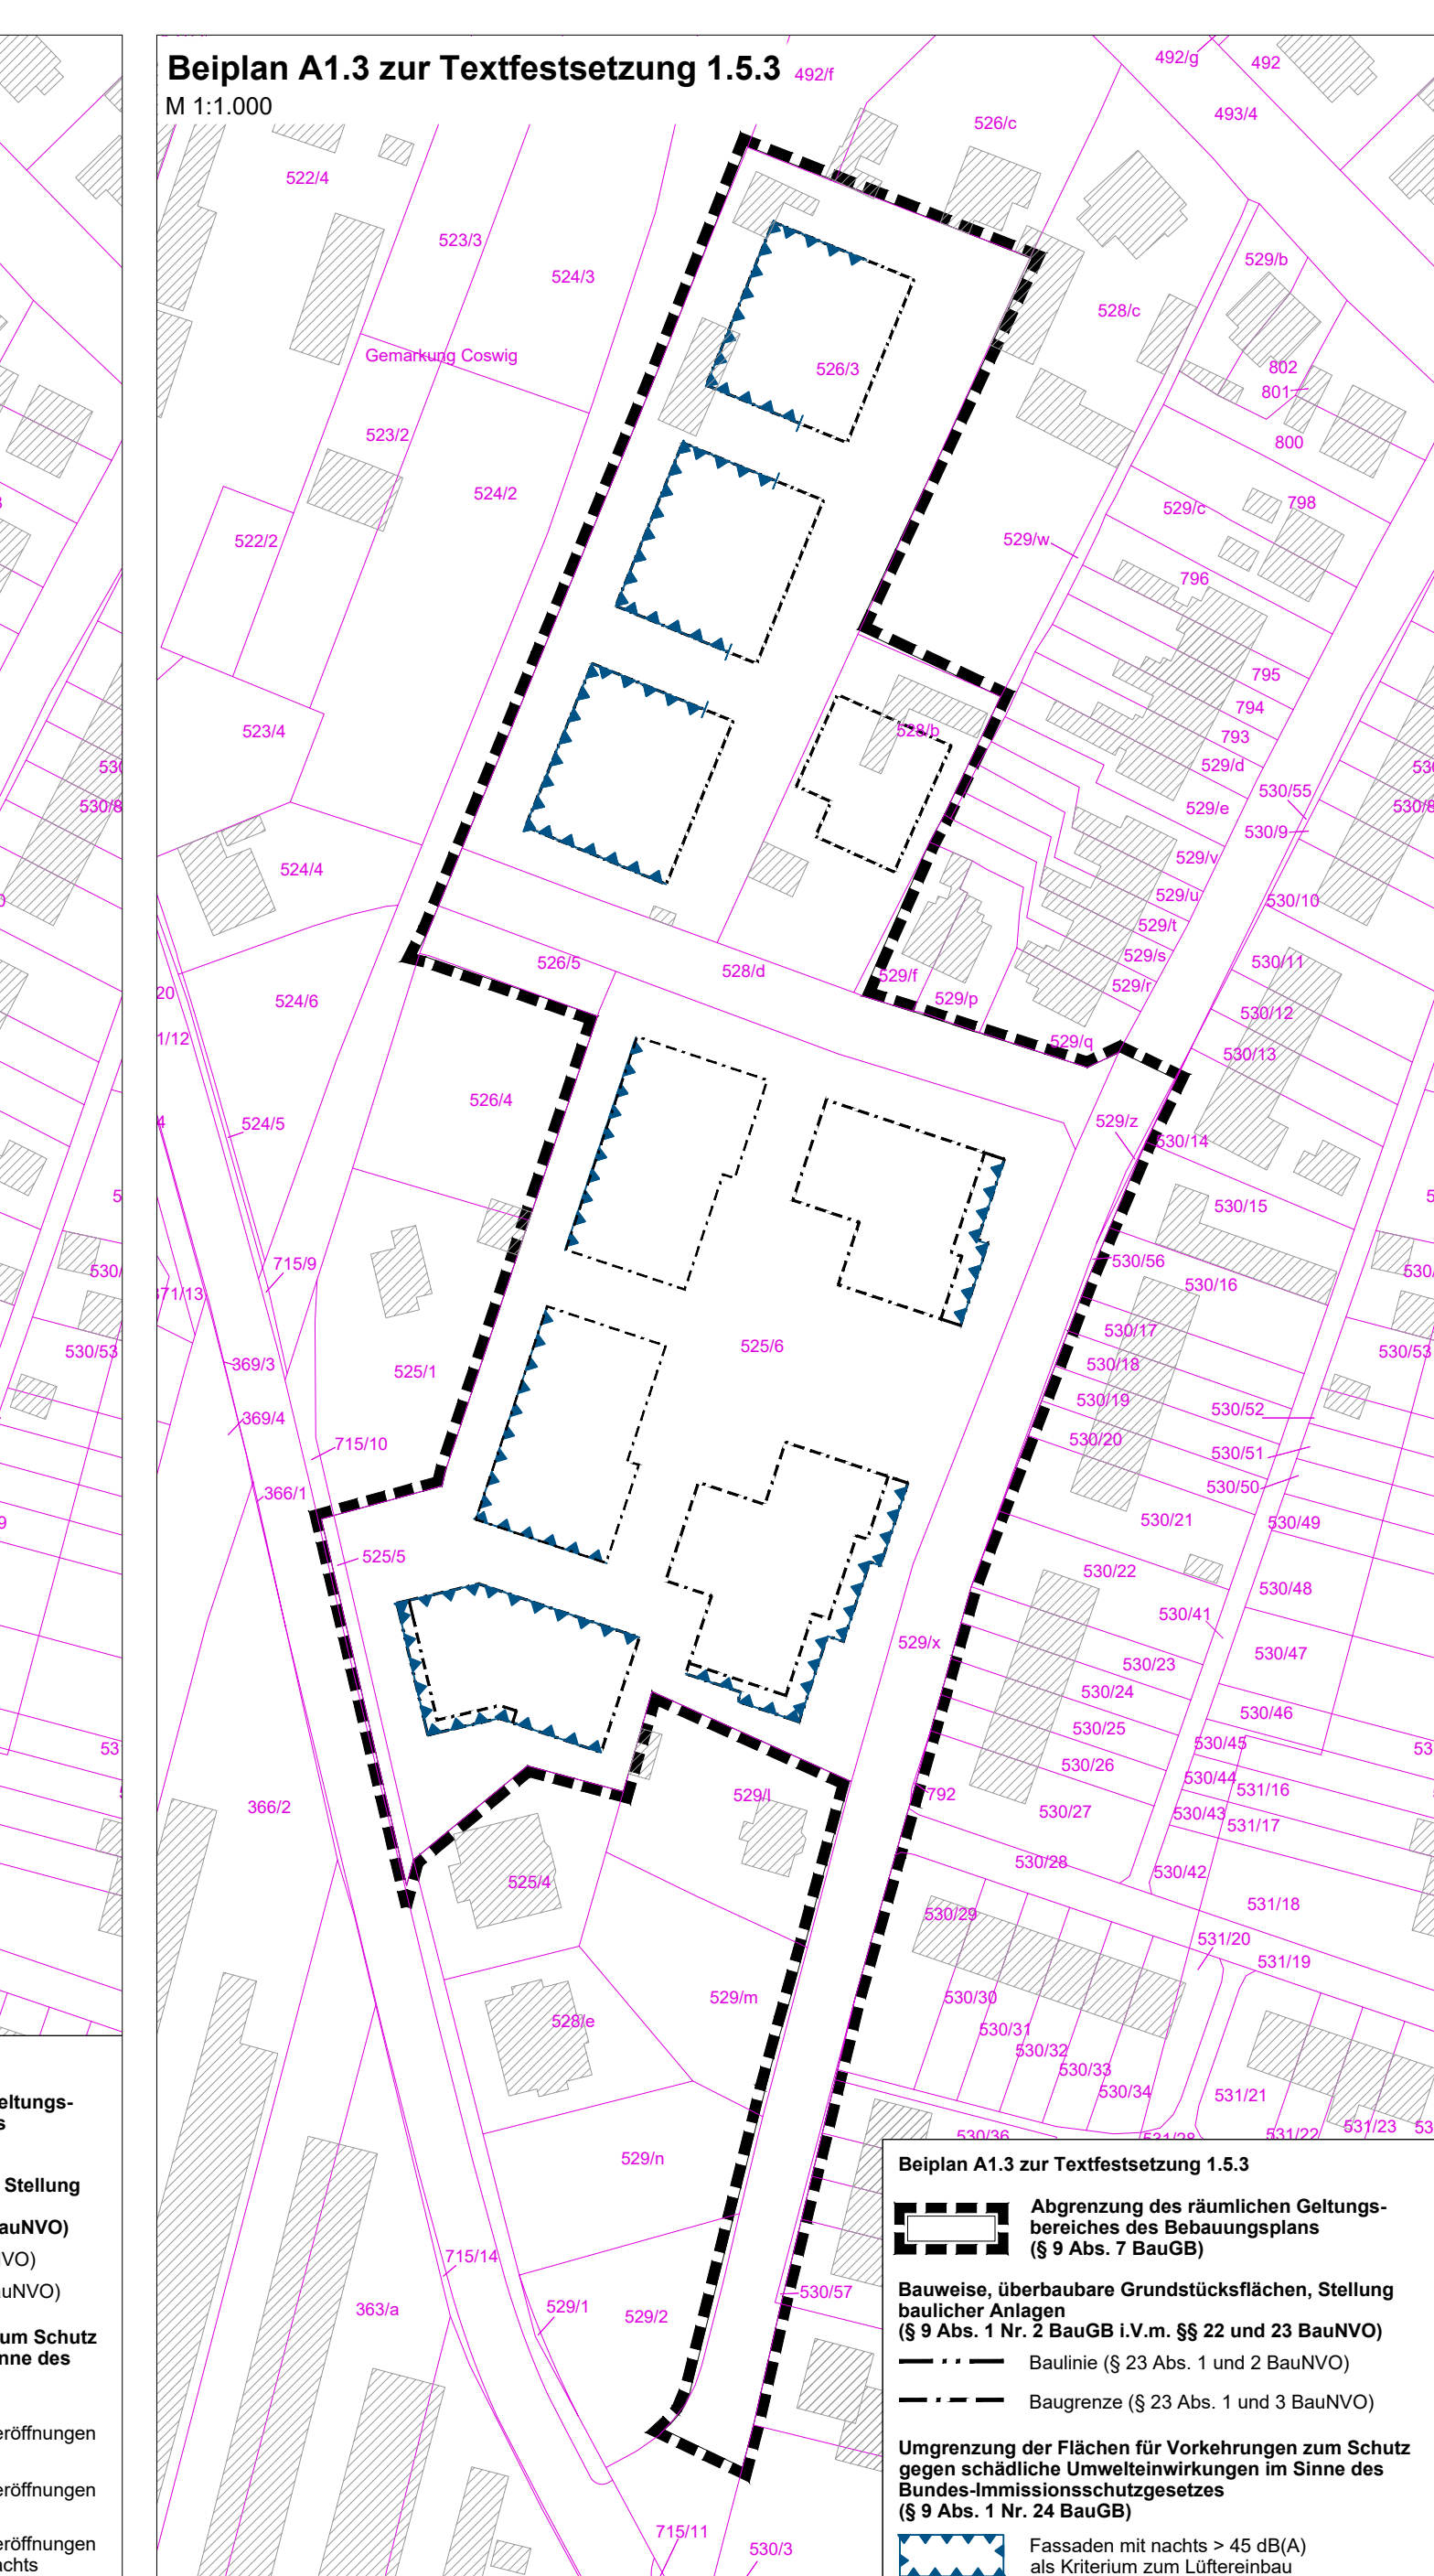 Beiplan A1.3 zur Textfestsetzung 1.5.3
M 1:1.000
492/f
492/g
492
493/4
526/c
522/4
523/3
524/3
529/b
528/c
Gemarkung Coswig
526/3
802
801
523/2
800
524/2
798
529/c
522/2
529/w
796
795
794
523/4
528/b
793
529/d
530/55
529/e
530/9
524/4
529/v
529/u
530/10
529/t
529/s
526/5
528/d
529/f
529/r
530/11
524/6
529/p
530/12
529/q
530/13
526/4
524/5
529/z
530/14
530/15
715/9
530/56
530/16
530/17
525/6
530/18
369/3
525/1
530/19
530/52
369/4
530/20
715/10
530/51
530/50
366/1
530/21
530/49
525/5
530/22
530/48
530/41
529/x
530/47
530/23
530/24
530/46
530/25
530/45
530/26
530/44
531/16
792
529/l
366/2
530/27
530/43
531/17
530/28
530/42
525/4
531/18
530/29
531/20
531/19
529/m
530/30
528/e
530/31
530/32
530/33
530/34
531/21
531/22
531/23
530/36
531/28
529/n
715/14
530/57
363/a
529/1
529/2
715/11
530/3
530/53
530/53
Beiplan A1.3 zur Textfestsetzung 1.5.3
Abgrenzung des räumlichen Geltungs-
bereiches des Bebauungsplans
(§ 9 Abs. 7 BauGB)
Bauweise, überbaubare Grundstücksflächen, Stellung
baulicher Anlagen
(§ 9 Abs. 1 Nr. 2 BauGB i.V.m. §§ 22 und 23 BauNVO)
Baulinie (§ 23 Abs. 1 und 2 BauNVO)
Baugrenze (§ 23 Abs. 1 und 3 BauNVO)
Umgrenzung der Flächen für Vorkehrungen zum Schutz
gegen schädliche Umwelteinwirkungen im Sinne des
Bundes-Immissionsschutzgesetzes
(§ 9 Abs. 1 Nr. 24 BauGB)
Fassaden mit nachts > 45 dB(A)
als Kriterium zum Lüftereinbau